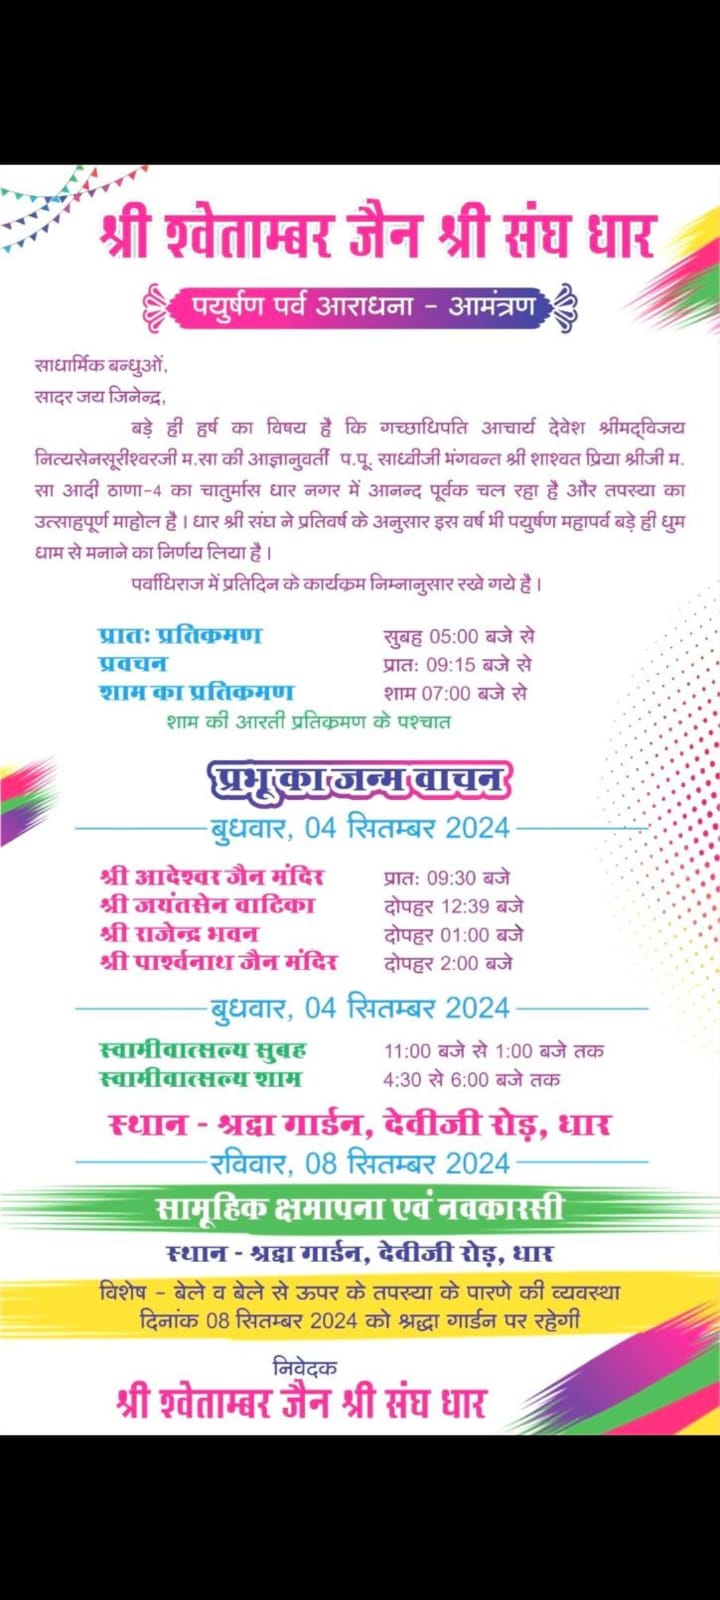 श्री श्वेताम्बर जैन श्री संघ धार
पयुर्षण पर्व आराधना - आमंत्रण
साधार्मिक बन्धुओं,
सादर जय जिनेन्द्र,
बड़े ही हर्ष का विषय है कि गच्छाधिपति आचार्य देवेश श्रीमद्विजय
नित्यसेनसूरीश्वरजी म.सा की आज्ञानुवर्ती प.पू. साध्वीजी भंगवन्त श्री शाश्वत प्रिया श्रीजी म.
सा आदी ठाणा-4 का चातुर्मास धार नगर में आनन्द पूर्वक चल रहा है और तपस्या का
उत्साहपूर्ण माहोल है। धार श्री संघ ने प्रतिवर्ष के अनुसार इस वर्ष भी पयुर्षण महापर्व बड़े ही धुम
धाम से मनाने का निर्णय लिया है।
पर्वाधिराज में प्रतिदिन के कार्यक्रम निम्नानुसार रखे गये है।
प्रातः प्रतिक्रमण सुबह 05:00 बजे से
प्रवचन प्रात: 09:15 बजे से
शाम का प्रतिक्रमण शाम 07:00 बजे से
शाम की आरती प्रतिक्रमण के पश्चात
प्रभू का जन्म वाचन
बुधवार, 04 सितम्बर 2024
श्री आदेश्वर जैन मंदिर प्रात: 09:30 बजे
श्री जयंतसेन वाटिका दोपहर 12:39 बजे
श्री राजेन्द्र भवन दोपहर 01:00 बजे
श्री पार्श्वनाथ जैन मंदिर दोपहर 2:00 बजे
बुधवार, 04 सितम्बर 2024
स्वामीवात्सल्य सुबह 11:00 बजे से 1:00 बजे तक
स्वामीवात्सल्य शाम 4:30 से 6:00 बजे तक
स्थान - श्रद्वा गार्डन, देवीजी रोड़, धार
रविवार, 08 सितम्बर 2024
सामूहिक क्षमापना एवं नवकारसी
स्थान - श्रद्वा गार्डन, देवीजी रोड़, धार
विशेष - बेले व बेले से ऊपर के तपस्या के पारणे की व्यवस्था
दिनांक 08 सितम्बर 2024 को श्रद्धा गार्डन पर रहेगी
निवेदक
श्री श्वेताम्बर जैन श्री संघ धार